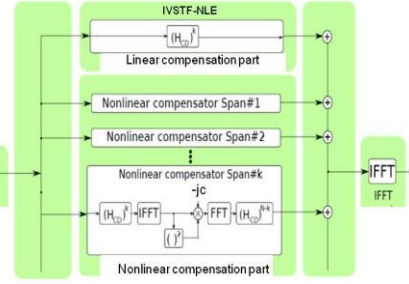 IVSTF-NLE
(H_CD)^k
Linear compensation part
Nonlinear compensator Span#1
Nonlinear compensator Span#2
Nonlinear compensator Span#k
-jc
(H_CD)^k IFFT × FFT (H_CD)^N-k
( )²
IFFT
IFFT
Nonlinear compensation part